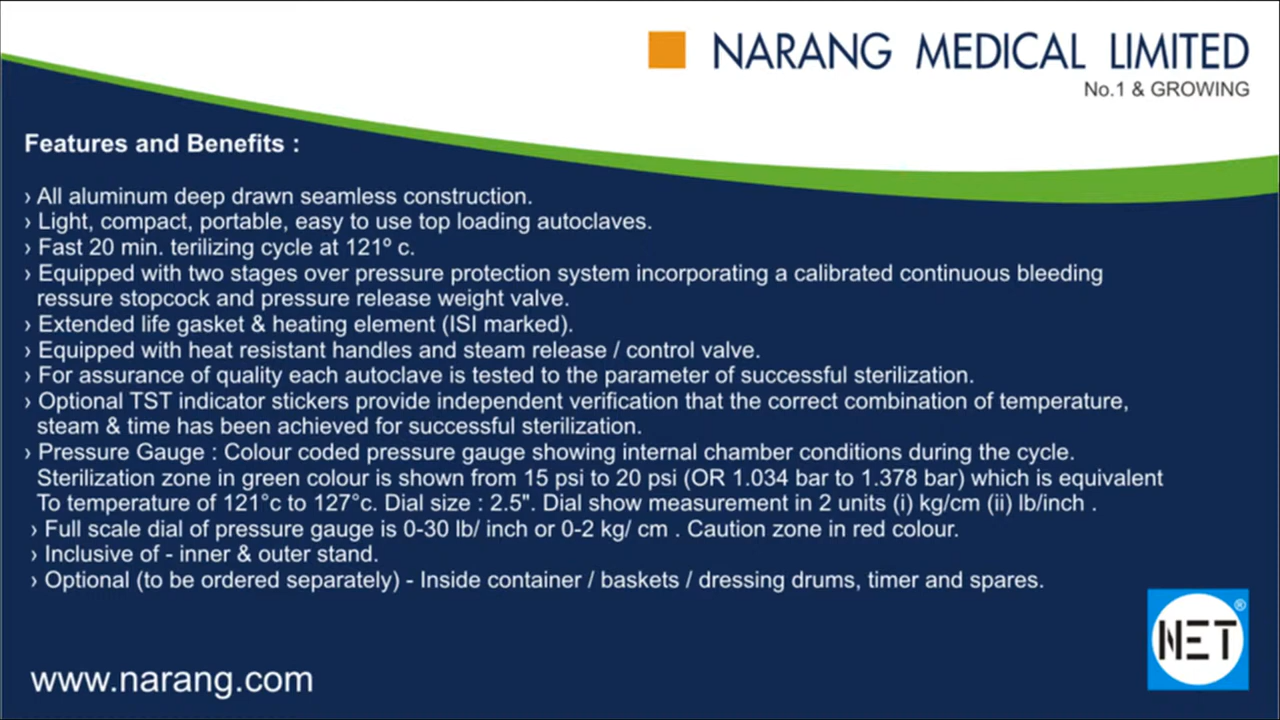 NARANG MEDICAL LIMITED
No.1 & GROWING
Features and Benefits :
› All aluminum deep drawn seamless construction.
› Light, compact, portable, easy to use top loading autoclaves.
› Fast 20 min. terilizing cycle at 121º c.
› Equipped with two stages over pressure protection system incorporating a calibrated continuous bleeding
ressure stopcock and pressure release weight valve.
› Extended life gasket & heating element (ISI marked).
› Equipped with heat resistant handles and steam release / control valve.
› For assurance of quality each autoclave is tested to the parameter of successful sterilization.
› Optional TST indicator stickers provide independent verification that the correct combination of temperature,
steam & time has been achieved for successful sterilization.
› Pressure Gauge : Colour coded pressure gauge showing internal chamber conditions during the cycle.
Sterilization zone in green colour is shown from 15 psi to 20 psi (OR 1.034 bar to 1.378 bar) which is equivalent
To temperature of 121°c to 127°c. Dial size : 2.5". Dial show measurement in 2 units (i) kg/cm (ii) lb/inch .
› Full scale dial of pressure gauge is 0-30 lb/ inch or 0-2 kg/ cm . Caution zone in red colour.
› Inclusive of - inner & outer stand.
› Optional (to be ordered separately) - Inside container / baskets / dressing drums, timer and spares.
NET®
www.narang.com